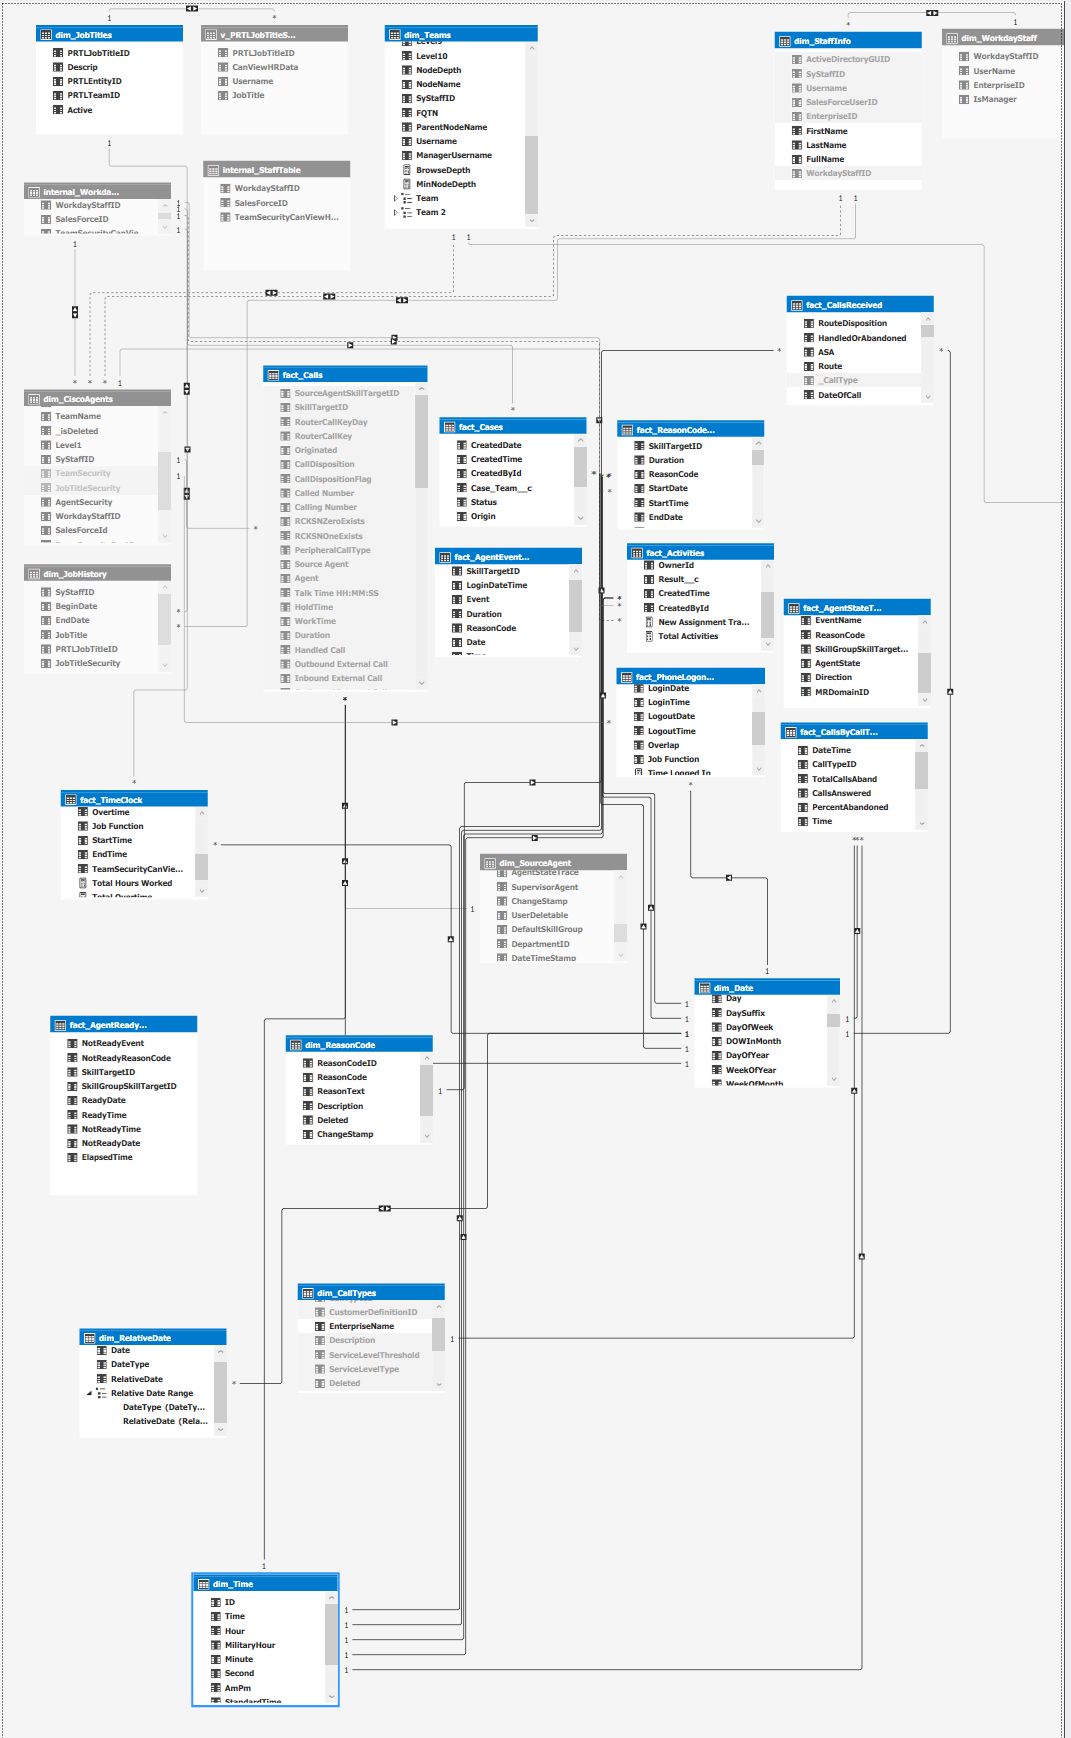 dim_JobTitles
PRTLJobTitleID
Descrip
PRTLEntityID
PRTLTeamID
Active
v_PRTLJobTitleS...
PRTLJobTitleID
CanViewHRData
Username
JobTitle
dim_Teams
Level10
NodeDepth
NodeName
SyStaffID
FQTN
ParentNodeName
Username
ManagerUsername
BrowseDepth
MinNodeDepth
Team
Team 2
dim_StaffInfo
ActiveDirectoryGUID
SyStaffID
Username
SalesForceUserID
EnterpriseID
FirstName
LastName
FullName
WorkdayStaffID
dim_WorkdayStaff
WorkdayStaffID
UserName
EnterpriseID
IsManager
internal_Workda...
WorkdayStaffID
SalesForceID
TeamSecurityCanVie
internal_StaffTable
WorkdayStaffID
SalesForceID
TeamSecurityCanViewH...
fact_CallsReceived
RouteDisposition
HandledOrAbandoned
ASA
Route
_CallType
DateOfCall
dim_CiscoAgents
TeamName
_isDeleted
Level1
SyStaffID
TeamSecurity
JobTitleSecurity
AgentSecurity
WorkdayStaffID
SalesForceId
fact_Calls
SourceAgentSkillTargetID
SkillTargetID
RouterCallKeyDay
RouterCallKey
Originated
CallDisposition
CallDispositionFlag
Called Number
Calling Number
RCKSNZeroExists
RCKSNOneExists
PeripheralCallType
Source Agent
Agent
Talk Time HH:MM:SS
HoldTime
WorkTime
Duration
Handled Call
Outbound External Call
Inbound External Call
fact_Cases
CreatedDate
CreatedTime
CreatedById
Case_Team__c
Status
Origin
fact_ReasonCode...
SkillTargetID
Duration
ReasonCode
StartDate
StartTime
EndDate
fact_AgentEvent...
SkillTargetID
LoginDateTime
Event
Duration
ReasonCode
Date
Time
fact_Activities
OwnerId
Result__c
CreatedTime
CreatedById
New Assignment Tra...
Total Activities
dim_JobHistory
SyStaffID
BeginDate
EndDate
JobTitle
PRTLJobTitleID
JobTitleSecurity
fact_AgentStateT...
EventName
ReasonCode
SkillGroupSkillTarget...
AgentState
Direction
MRDomainID
fact_PhoneLogon...
LoginDate
LoginTime
LogoutDate
LogoutTime
Overlap
Job Function
Time Logged In
fact_CallsByCallT...
DateTime
CallTypeID
TotalCallsAband
CallsAnswered
PercentAbandoned
Time
fact_TimeClock
Overtime
Job Function
StartTime
EndTime
TeamSecurityCanVie...
Total Hours Worked
Total Overtime
dim_SourceAgent
AgentStateTrace
SupervisorAgent
ChangeStamp
UserDeletable
DefaultSkillGroup
DepartmentID
DateTimeStamp
dim_Date
Day
DaySuffix
DayOfWeek
DOWInMonth
DayOfYear
WeekOfYear
WeekOfMonth
fact_AgentReady...
NotReadyEvent
NotReadyReasonCode
SkillTargetID
SkillGroupSkillTargetID
ReadyDate
ReadyTime
NotReadyTime
NotReadyDate
ElapsedTime
dim_ReasonCode
ReasonCodeID
ReasonCode
ReasonText
Description
Deleted
ChangeStamp
dim_CallTypes
CustomerDefinitionID
EnterpriseName
Description
ServiceLevelThreshold
ServiceLevelType
Deleted
dim_RelativeDate
Date
DateType
RelativeDate
Relative Date Range
DateType (DateTy...
RelativeDate (Rela...
dim_Time
ID
Time
Hour
MilitaryHour
Minute
Second
AmPm
StandardTime